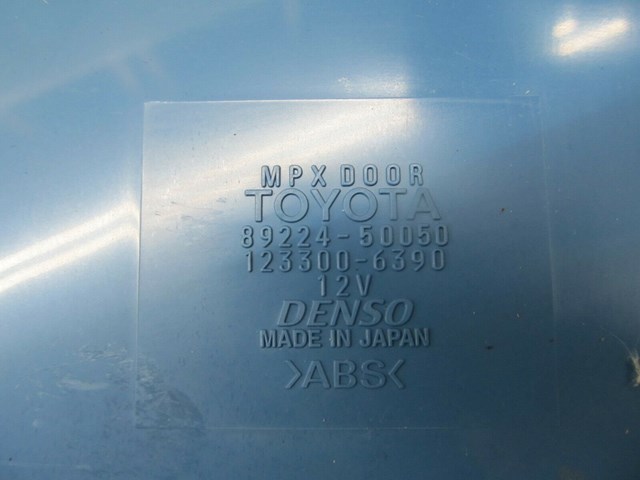 MPX DOOR
TOYOTA
89224-50050
123300-6390
12V
DENSO
MADE IN JAPAN
>ABS<